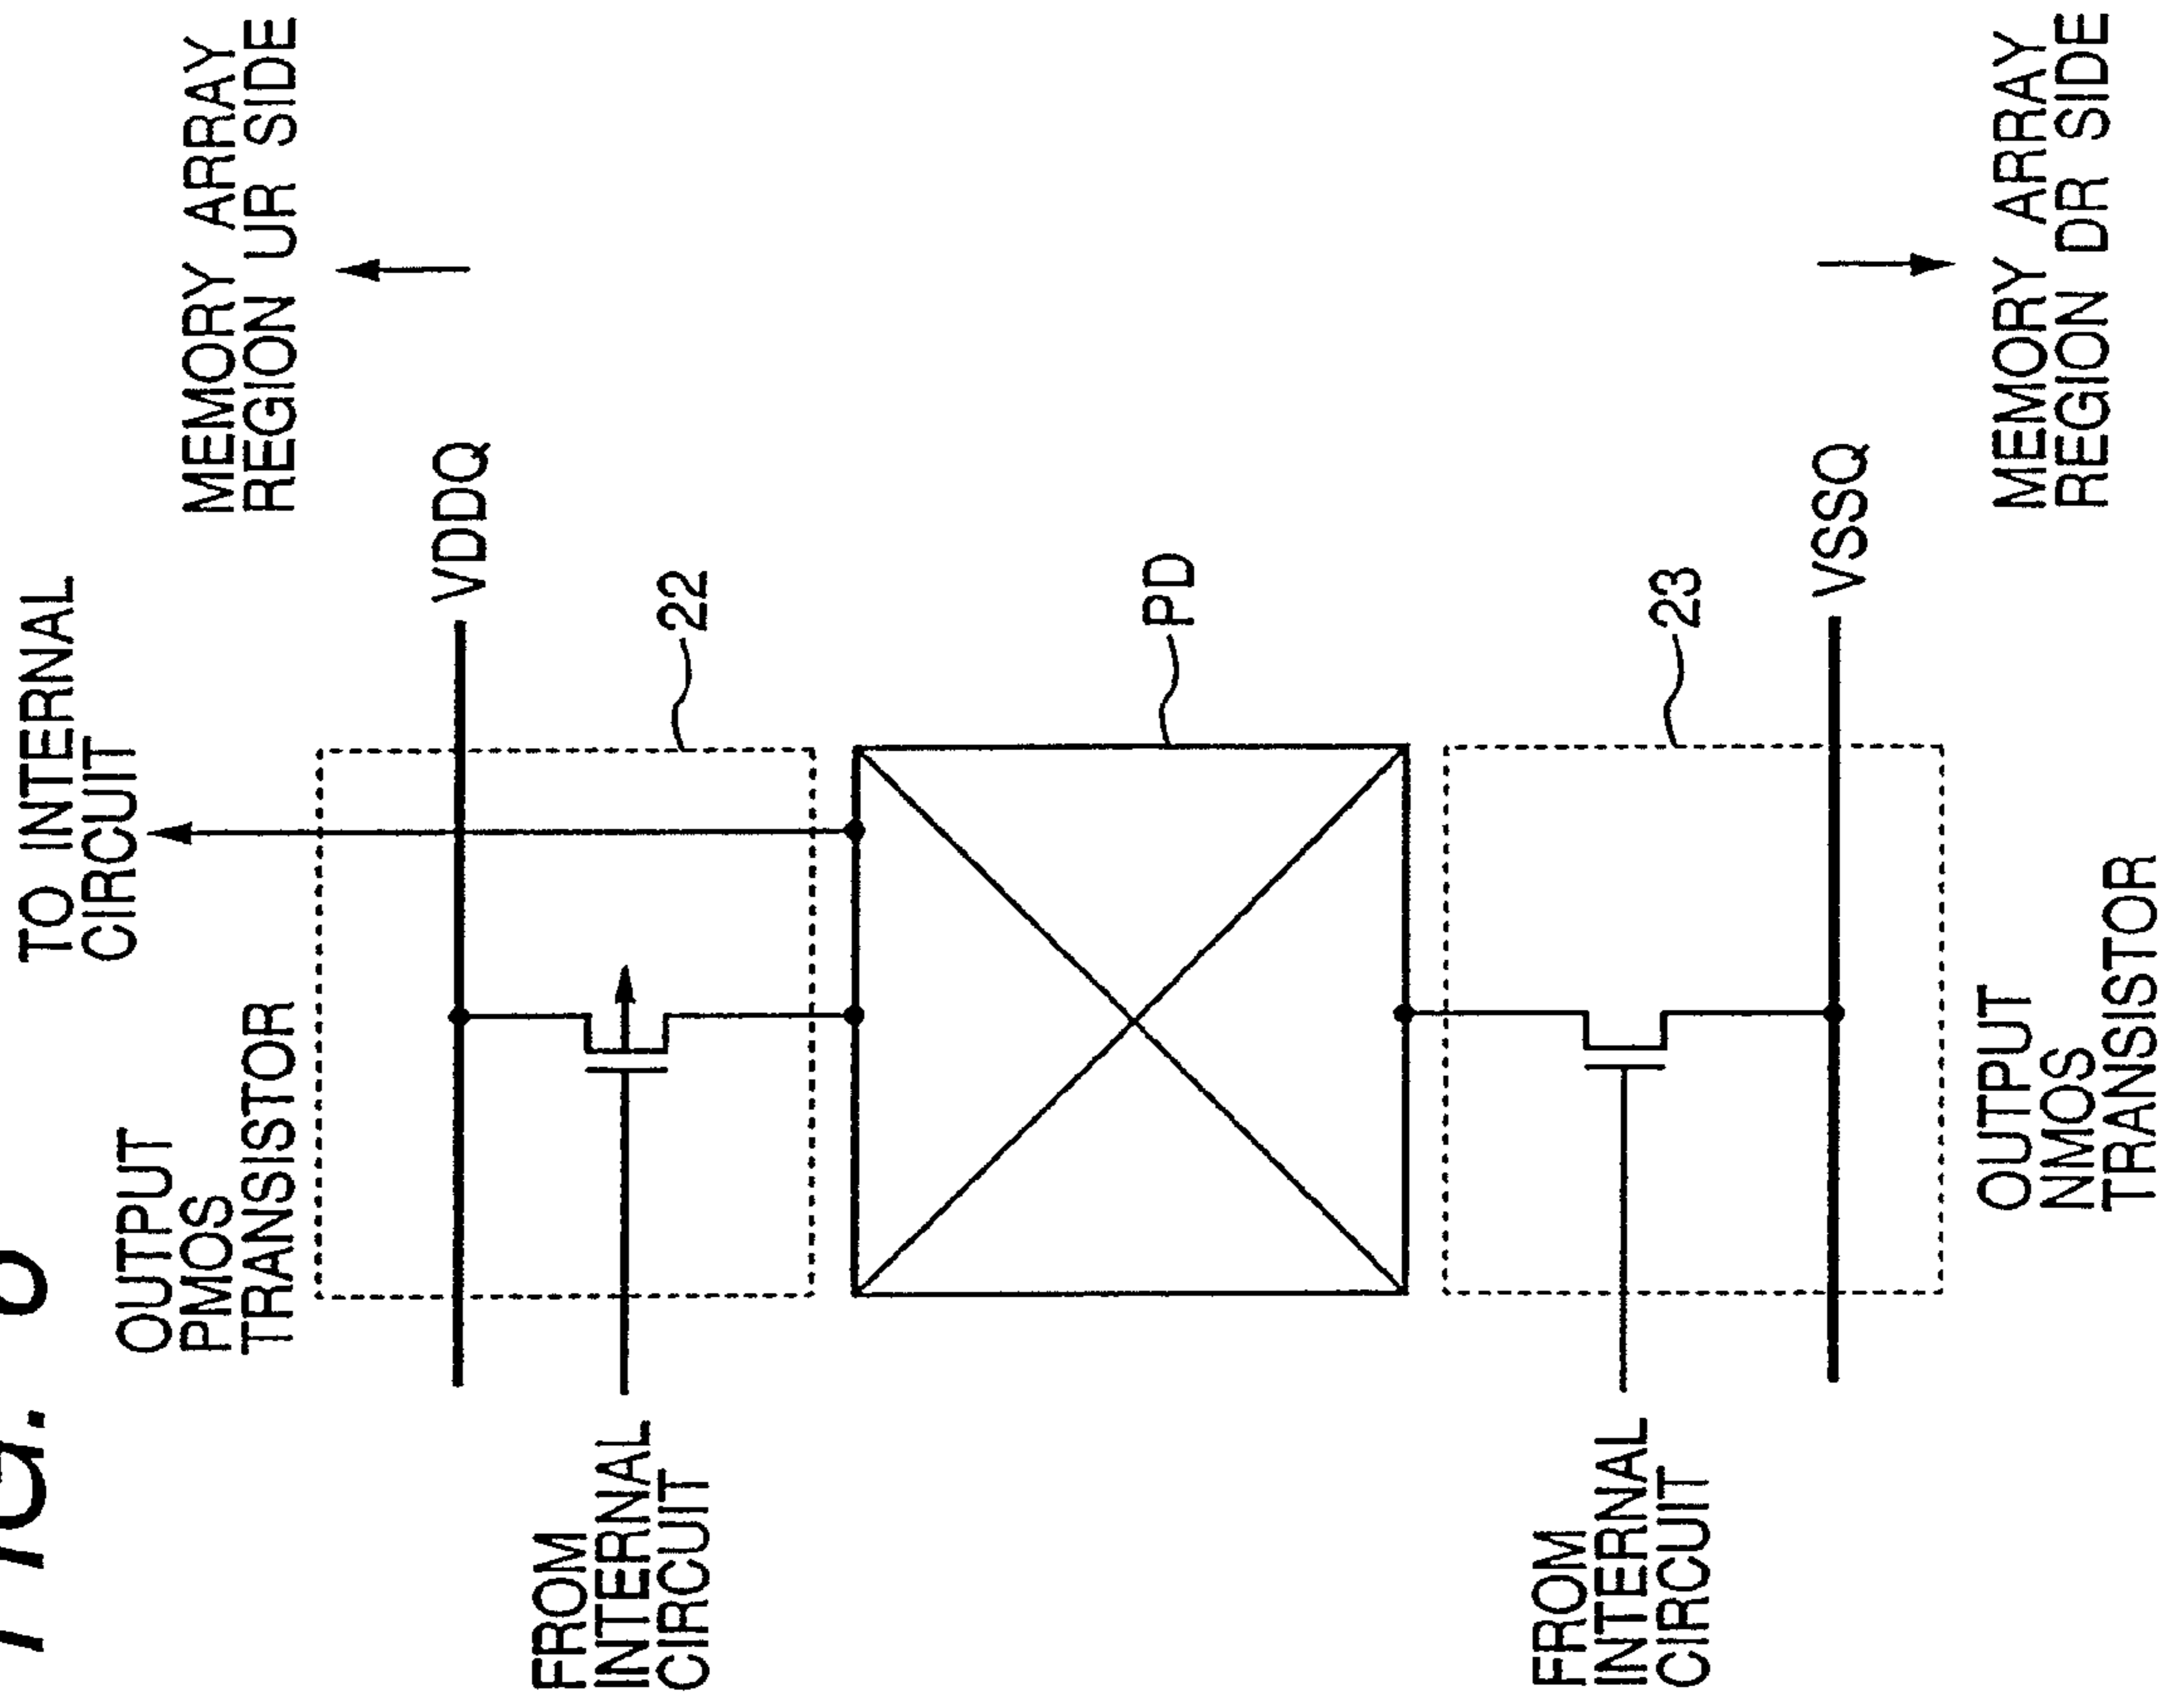 FIG.
TO INTERNAL
CIRCUIT
OUTPUT
PMOS
TRANSISTOR
MEMORY ARRAY
REGION UR SIDE
VDDQ
FROM
INTERNAL
CIRCUIT
22
PD
FROM
INTERNAL
CIRCUIT
23
VSSQ
OUTPUT
NMOS
TRANSISTOR
MEMORY ARRAY
REGION DR SIDE